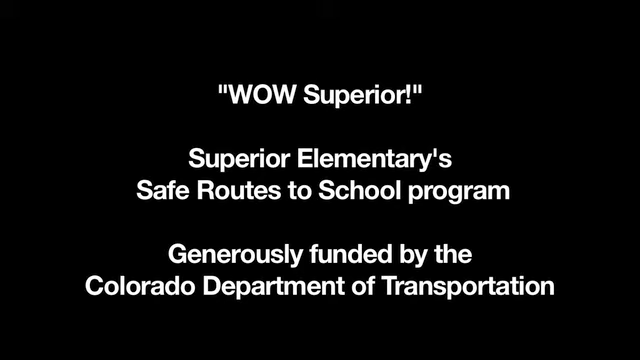 "WOW Superior!"
Superior Elementary's
Safe Routes to School program
Generously funded by the
Colorado Department of Transportation